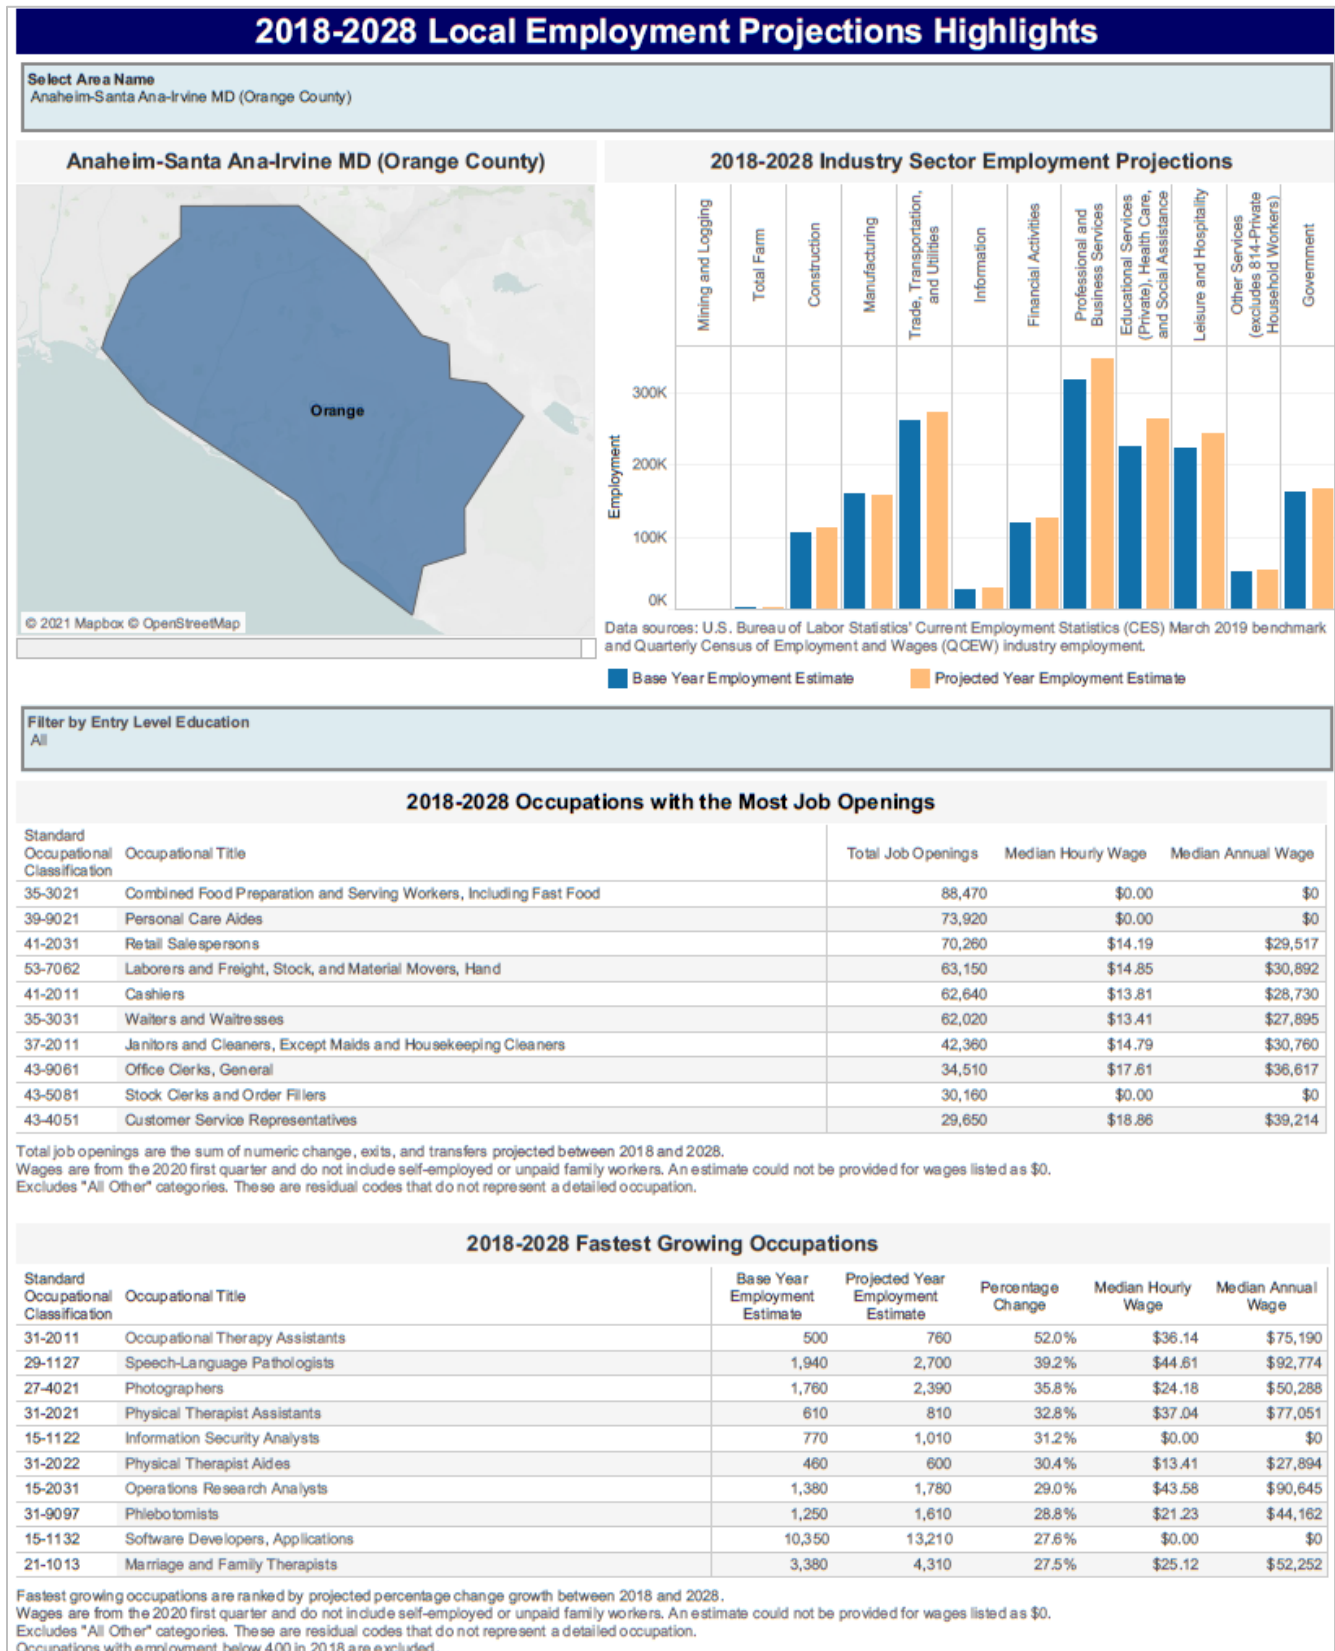 2018-2028 Local Employment Projections Highlights
Select Area Name
Anaheim-Santa Ana-Irvine MD (Orange County)
Anaheim-Santa Ana-Irvine MD (Orange County)
Orange
© 2021 Mapbox © OpenStreetMap
2018-2028 Industry Sector Employment Projections
Mining and Logging
Total Farm
Construction
Manufacturing
Trade, Transportation,
and Utilities
Information
Financial Activities
Professional and
Business Services
Educational Services
(Private), Health Care,
and Social Assistance
Leisure and Hospitality
Other Services
(excludes 814-Private
Household Workers)
Government
Employment
300K
200K
100K
0K
Data sources: U.S. Bureau of Labor Statistics' Current Employment Statistics (CES) March 2019 benchmark
and Quarterly Census of Employment and Wages (QCEW) industry employment.
Base Year Employment Estimate Projected Year Employment Estimate
Filter by Entry Level Education
All
2018-2028 Occupations with the Most Job Openings
Standard
Occupational Occupational Title Total Job Openings Median Hourly Wage Median Annual Wage
Classification
35-3021 Combined Food Preparation and Serving Workers, Including Fast Food 88,470 $0.00 $0
39-9021 Personal Care Aides 73,920 $0.00 $0
41-2031 Retail Salespersons 70,260 $14.19 $29,517
53-7062 Laborers and Freight, Stock, and Material Movers, Hand 63,150 $14.85 $30,892
41-2011 Cashiers 62,640 $13.81 $28,730
35-3031 Waiters and Waitresses 62,020 $13.41 $27,895
37-2011 Janitors and Cleaners, Except Maids and Housekeeping Cleaners 42,360 $14.79 $30,760
43-9061 Office Clerks, General 34,510 $17.61 $36,617
43-5081 Stock Clerks and Order Fillers 30,160 $0.00 $0
43-4051 Customer Service Representatives 29,650 $18.86 $39,214
Total job openings are the sum of numeric change, exits, and transfers projected between 2018 and 2028.
Wages are from the 2020 first quarter and do not include self-employed or unpaid family workers. An estimate could not be provided for wages listed as $0.
Excludes "All Other" categories. These are residual codes that do not represent a detailed occupation.
2018-2028 Fastest Growing Occupations
Standard Base Year Projected Year
Occupational Occupational Title Employment Employment Percentage Median Hourly Median Annual
Classification Estimate Estimate Change Wage Wage
31-2011 Occupational Therapy Assistants 500 760 52.0% $36.14 $75,190
29-1127 Speech-Language Pathologists 1,940 2,700 39.2% $44.61 $92,774
27-4021 Photographers 1,760 2,390 35.8% $24.18 $50,288
31-2021 Physical Therapist Assistants 610 810 32.8% $37.04 $77,051
15-1122 Information Security Analysts 770 1,010 31.2% $0.00 $0
31-2022 Physical Therapist Aides 460 600 30.4% $13.41 $27,894
15-2031 Operations Research Analysts 1,380 1,780 29.0% $43.58 $90,645
31-9097 Phlebotomists 1,250 1,610 28.8% $21.23 $44,162
15-1132 Software Developers, Applications 10,350 13,210 27.6% $0.00 $0
21-1013 Marriage and Family Therapists 3,380 4,310 27.5% $25.12 $52,252
Fastest growing occupations are ranked by projected percentage change growth between 2018 and 2028.
Wages are from the 2020 first quarter and do not include self-employed or unpaid family workers. An estimate could not be provided for wages listed as $0.
Excludes "All Other" categories. These are residual codes that do not represent a detailed occupation.
Occupations with employment below 400 in 2018 are excluded.